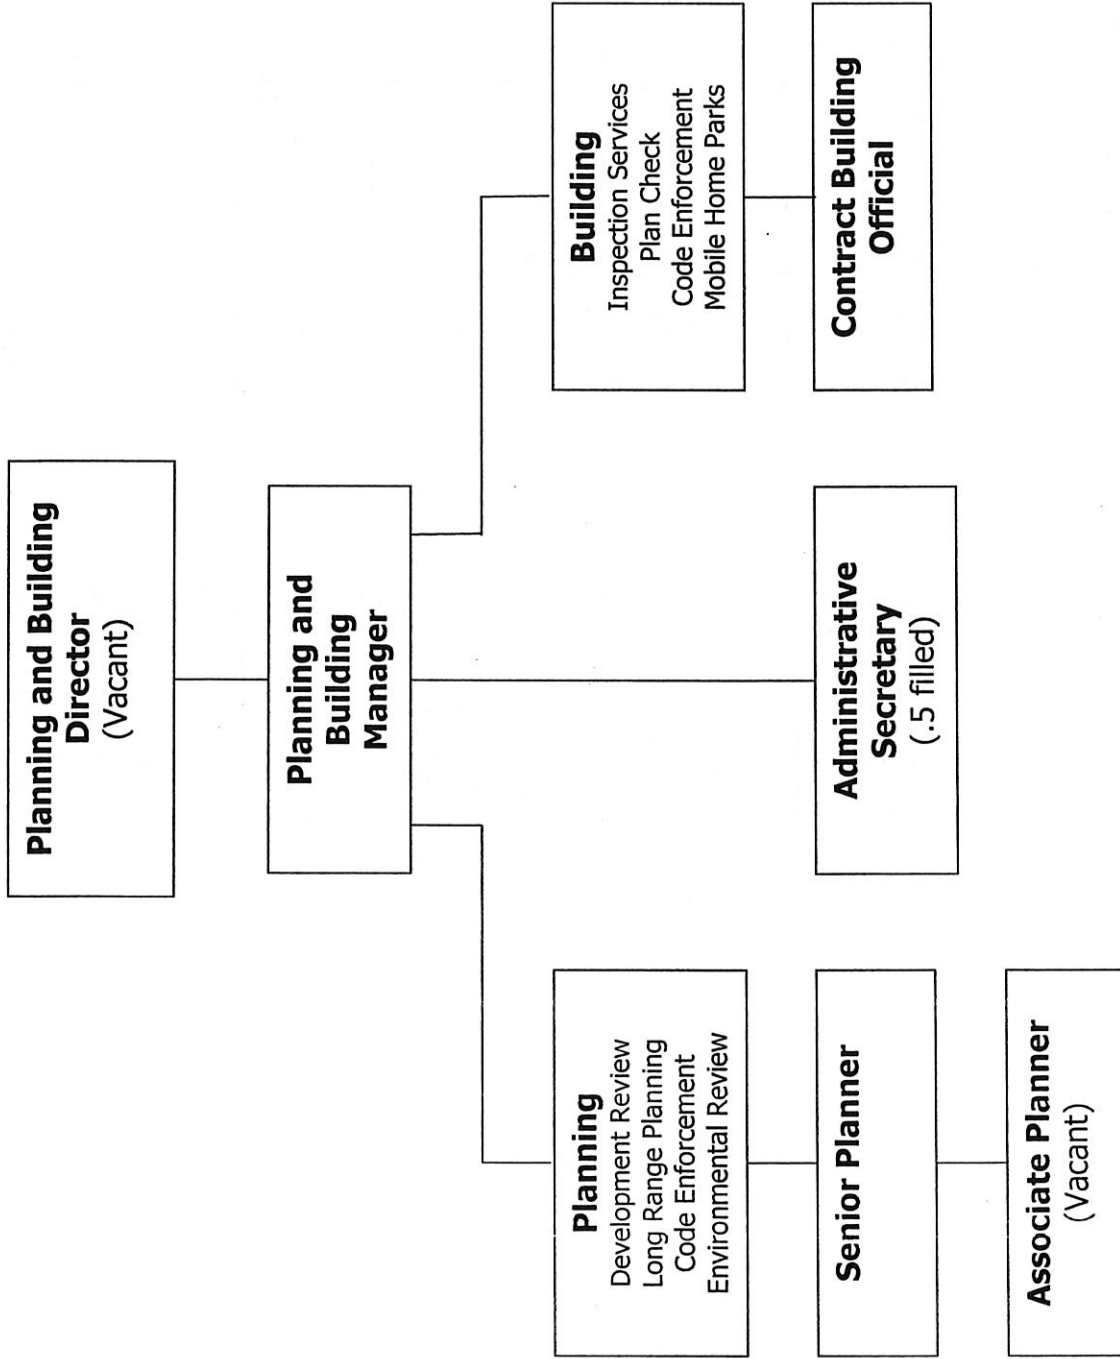 Planning and Building
Director
(Vacant)
Planning and
Building
Manager
Planning
Development Review
Long Range Planning
Code Enforcement
Environmental Review
Senior Planner
Associate Planner
(Vacant)
Administrative
Secretary
(.5 filled)
Building
Inspection Services
Plan Check
Code Enforcement
Mobile Home Parks
Contract Building
Official